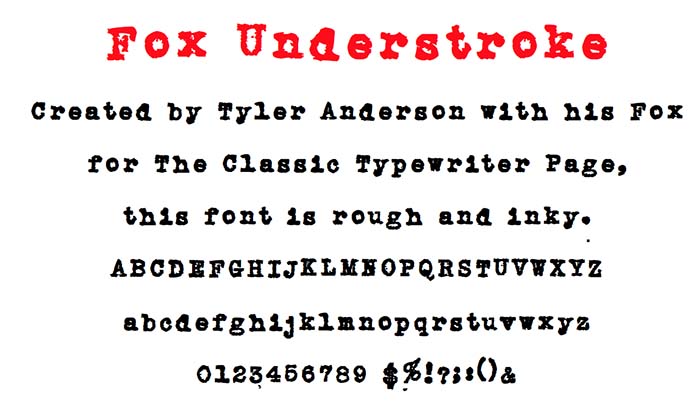 Fox Understroke
Created by Tyler Anderson with his Fox
for The Classic Typewriter Page,
this font is rough and inky.
ABCDEFGHIJKLMNOPQRSTUVWXYZ
abcdefghijklmnopqrstuvwxyz
0123456789 $%!?;:()&